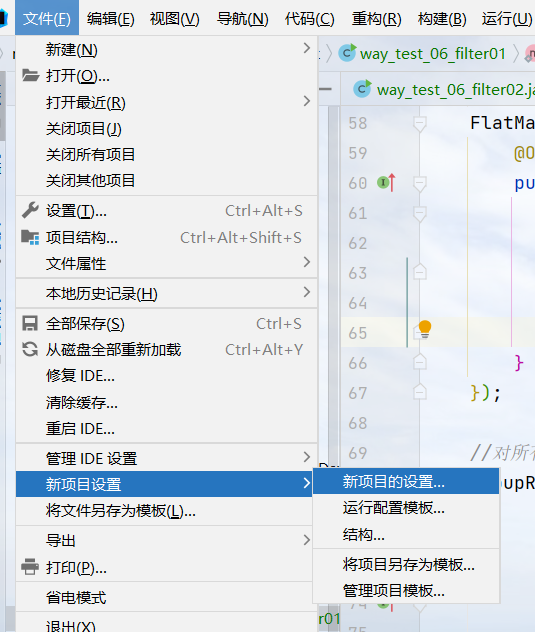 文件(F) 编辑(E) 视图(V) 导航(N) 代码(C) 重构(R) 构建(B) 运行(U)
新建(N)
打开(O)...
打开最近(R)
关闭项目(J)
关闭所有项目
关闭其他项目
设置(T)... Ctrl+Alt+S
项目结构... Ctrl+Alt+Shift+S
文件属性
本地历史记录(H)
全部保存(S) Ctrl+S
从磁盘全部重新加载 Ctrl+Alt+Y
修复 IDE...
清除缓存...
重启 IDE...
管理 IDE 设置
新项目设置
将文件另存为模板(L)...
导出
打印(P)...
省电模式
退出(X)
新项目的设置...
运行配置模板...
结构...
将项目另存为模板...
管理项目模板...
way_test_06_filter01
way_test_06_filter02.ja
58 FlatMa
59 @O
60 pu
61
62
63
64
65
66 }
67 });
68
69 //对所有
upR
74
r01